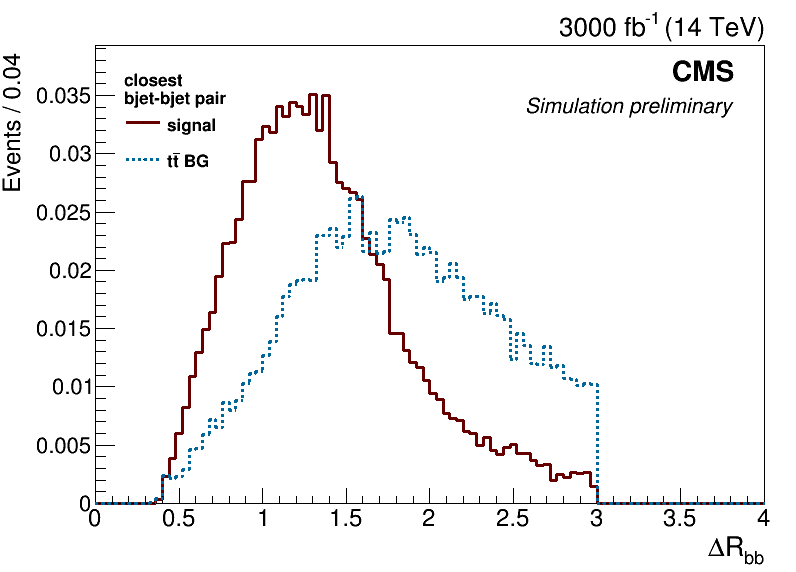 3000 fb⁻¹ (14 TeV)
CMS
Simulation preliminary
closest
bjet-bjet pair
signal
tt̄ BG
Events / 0.04
0.035
0.03
0.025
0.02
0.015
0.01
0.005
0
0 0.5 1 1.5 2 2.5 3 3.5 4
ΔR_bb